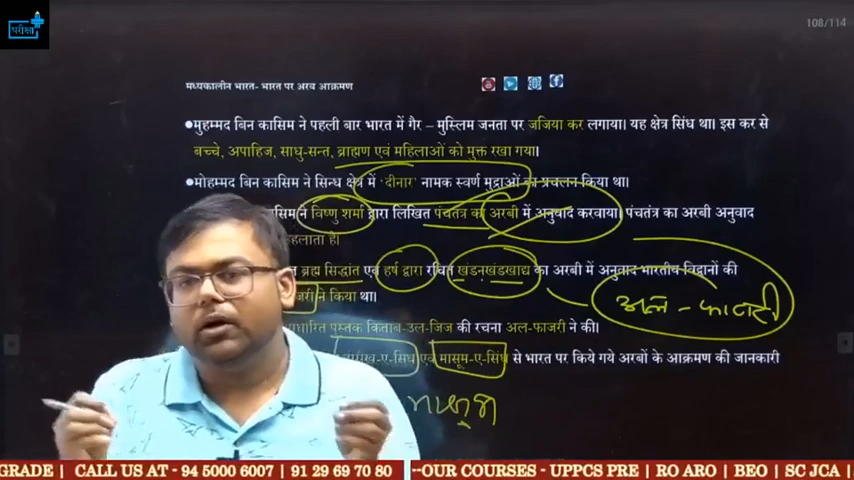 परीक्षा
108/114
मध्यकालीन भारत- भारत पर अरब आक्रमण
●मुहम्मद बिन कासिम ने पहली बार भारत में गैर – मुस्लिम जनता पर जजिया कर लगाया। यह क्षेत्र सिंध था। इस कर से
बच्चे, अपाहिज, साधु-सन्त, ब्राह्मण एवं महिलाओं को मुक्त रखा गया।
●मोहम्मद बिन कासिम ने सिन्ध क्षेत्र में 'दीनार' नामक स्वर्ण मुद्राओं का प्रचलन किया था।
सिम ने विष्णु शर्मा द्वारा लिखित पंचतंत्र का अरबी में अनुवाद करवाया। पंचतंत्र का अरबी अनुवाद
कहलाता है।
ब्रह्म सिद्धांत एवं हर्ष द्वारा रचित खंडनखंडखाद्य का अरबी में अनुवाद भारतीय विद्वानों की
जरी ने किया था।
अल - फाजरी
धारित पुस्तक किताब-उल-जिज की रचना अल-फाजरी ने की।
तारीख-ए-सिंध एवं मासूम-ए-सिंध से भारत पर किये गये अरबों के आक्रमण की जानकारी
GRADE | CALL US AT - 94 5000 6007 | 91 29 69 70 80 --OUR COURSES - UPPCS PRE | RO ARO | BEO | SC JCA |